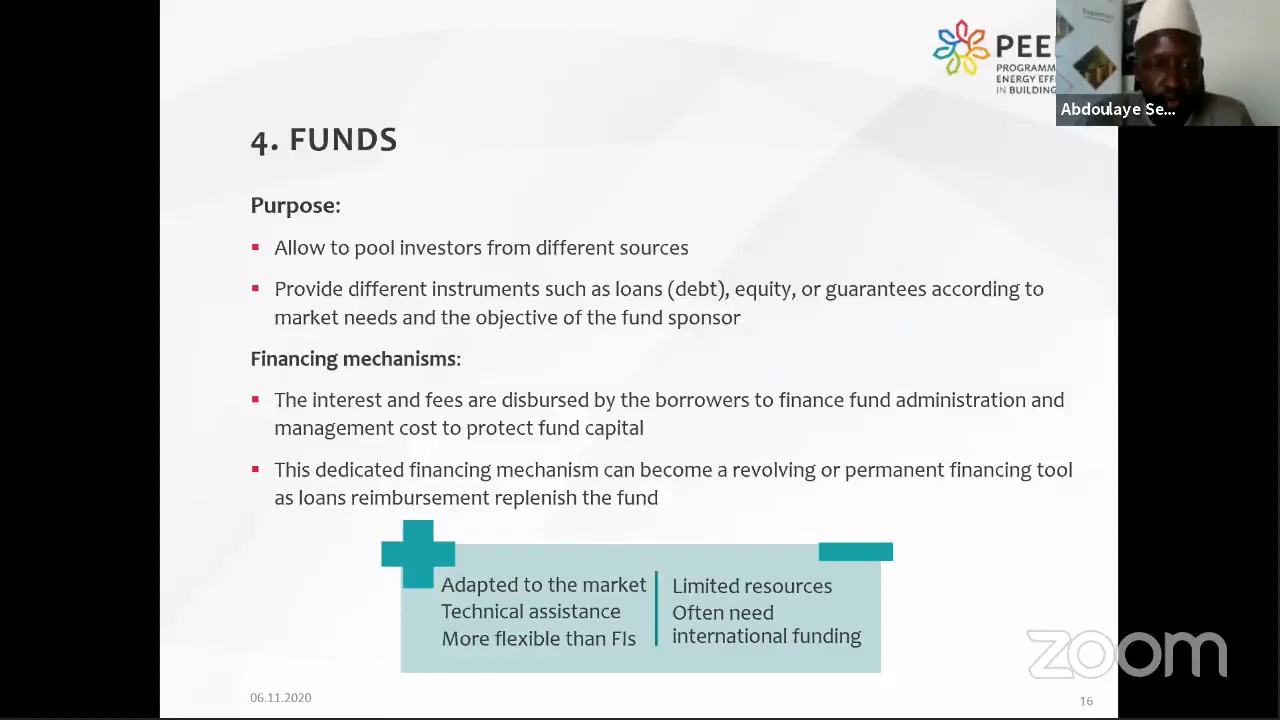 PEE
PROGRAMM
ENERGY EFFI
IN BUILDING
Abdoulaye Se...
4. FUNDS
Purpose:
Allow to pool investors from different sources
Provide different instruments such as loans (debt), equity, or guarantees according to
market needs and the objective of the fund sponsor
Financing mechanisms:
The interest and fees are disbursed by the borrowers to finance fund administration and
management cost to protect fund capital
This dedicated financing mechanism can become a revolving or permanent financing tool
as loans reimbursement replenish the fund
Adapted to the market
Technical assistance
More flexible than FIs
Limited resources
Often need
international funding
zoom
06.11.2020
16